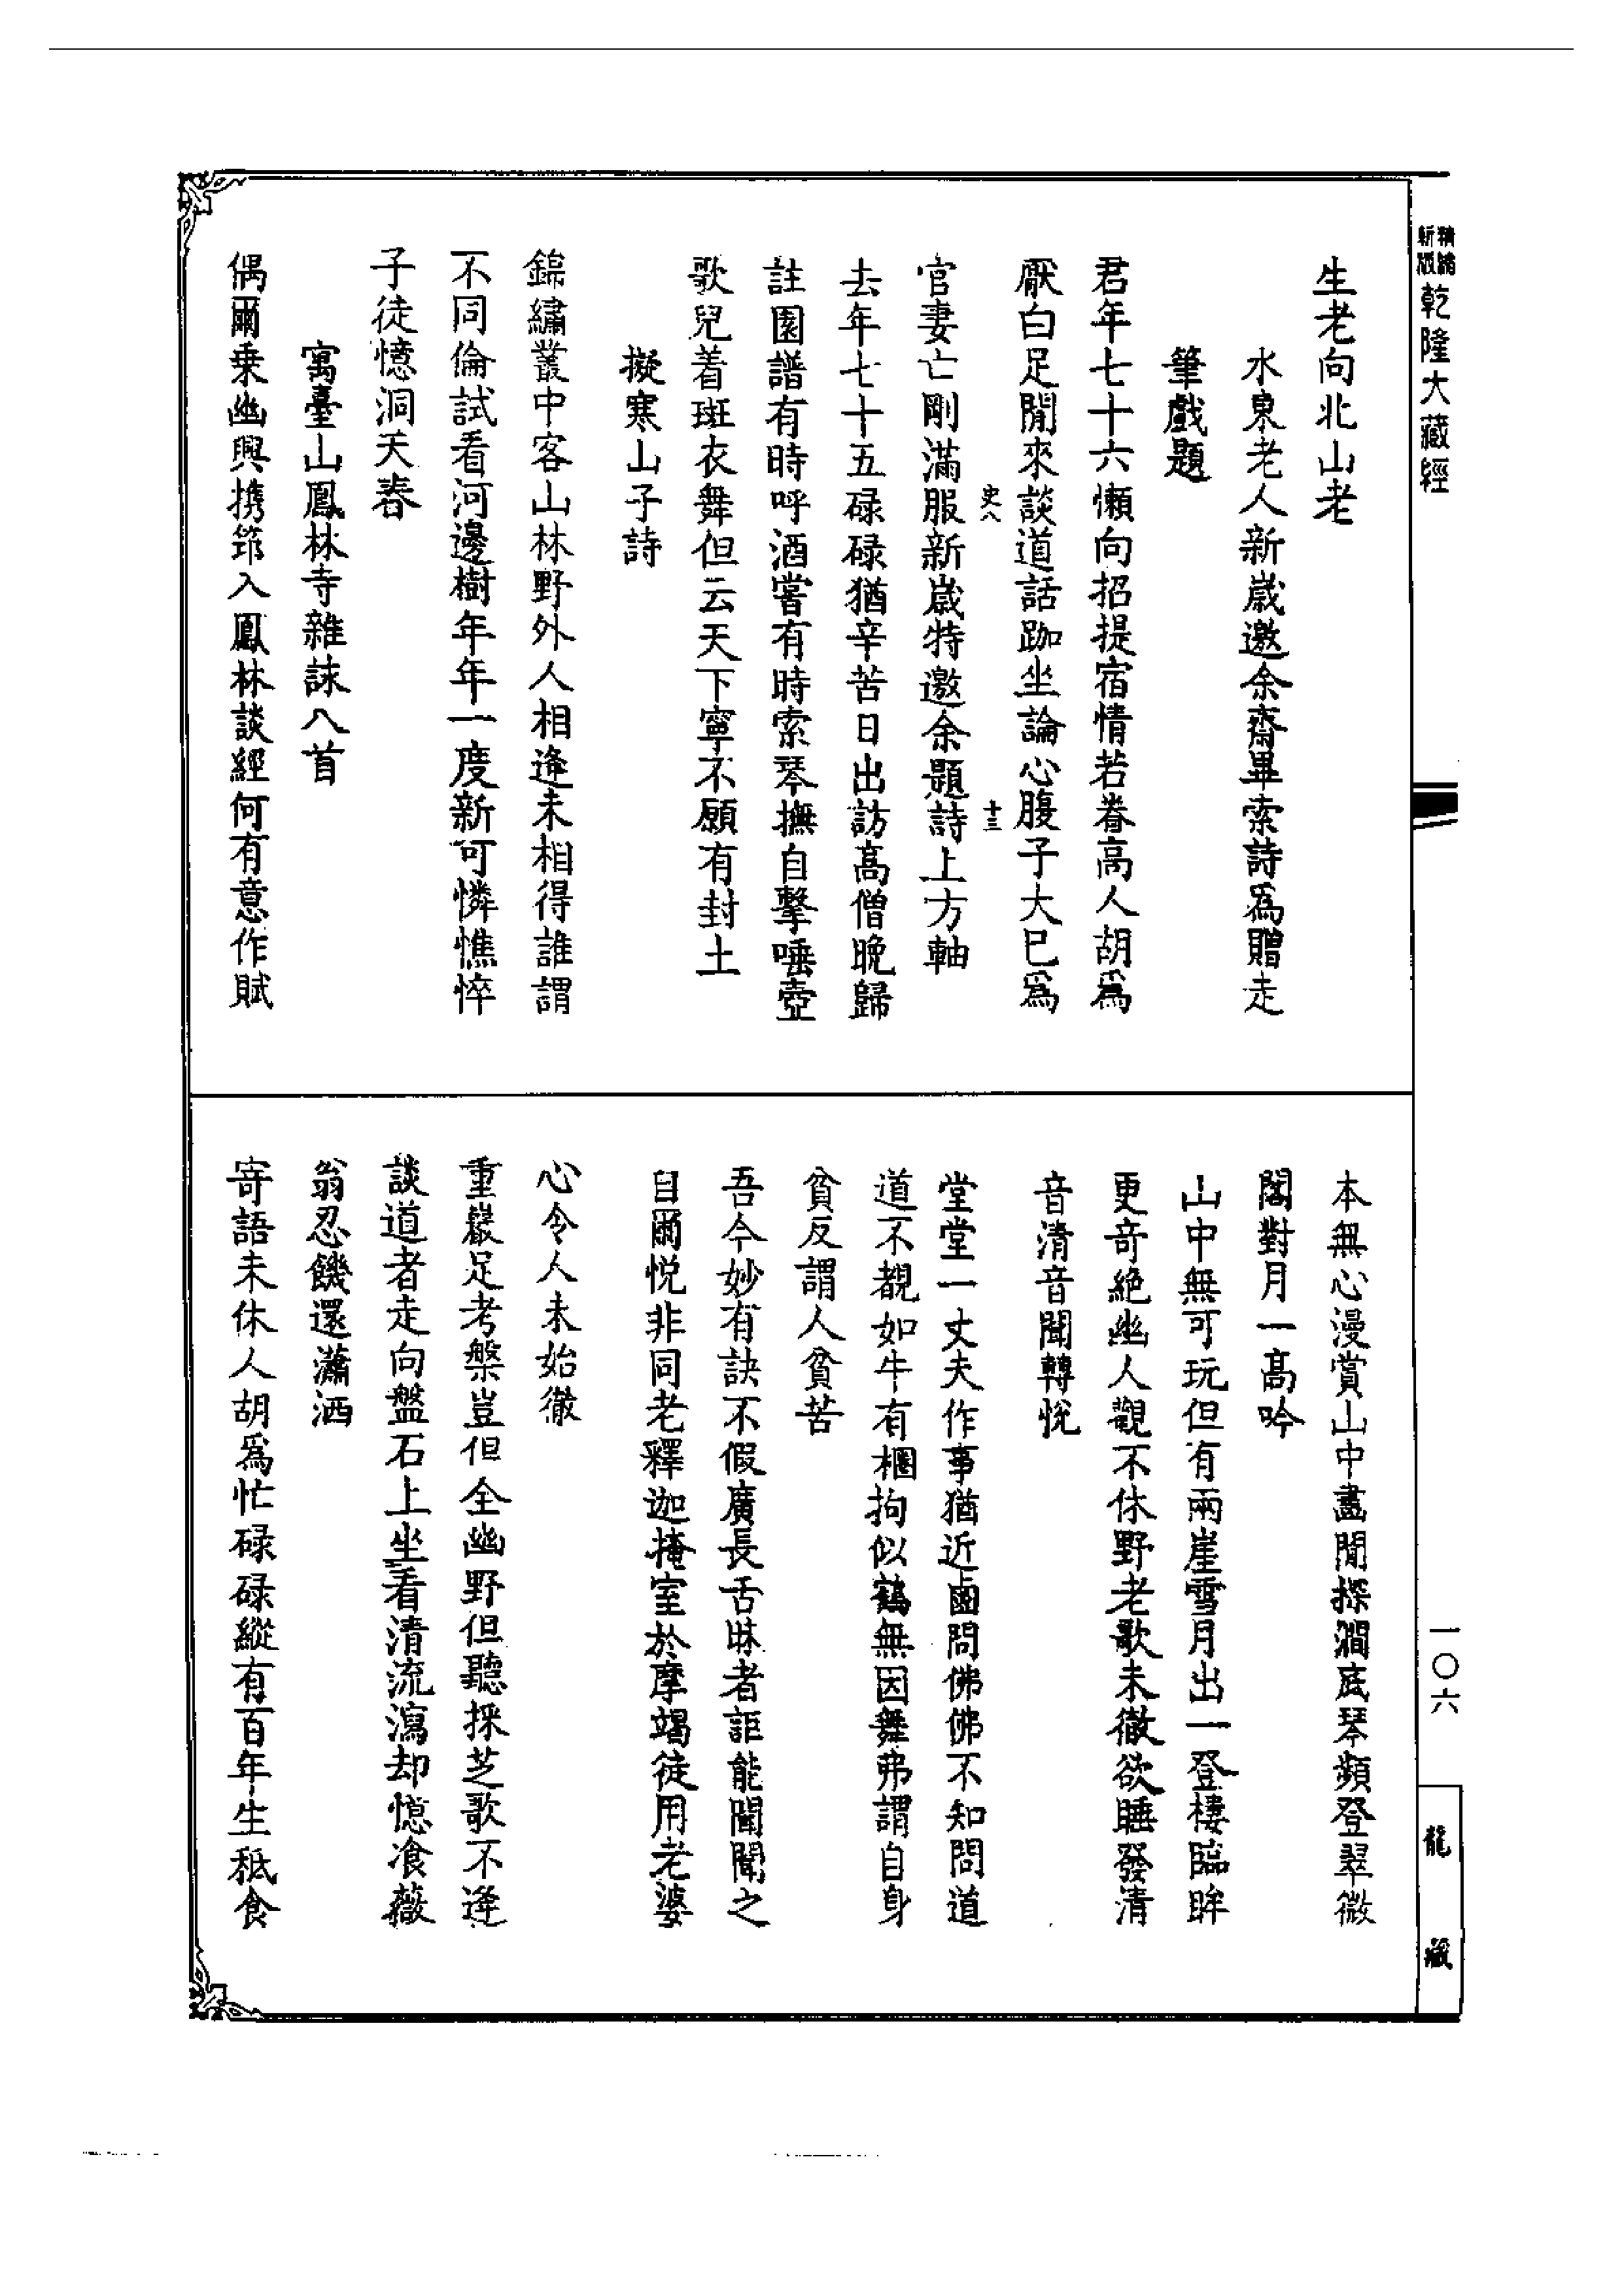 精縮
新版
乾隆大藏經
生老向北山老
水泉老人新歲邀余齋畢索詩爲贈走
筆戲題
君年七十六懶向招提宿情若眷高人胡爲
厭白足閒來談道話跏坐論心腹子大巳爲
史八
十三
官妻亡剛滿服新歲特邀余題詩上方軸
去年七十五碌碌猶辛苦日出訪高僧晚歸
註園譜有時呼酒嘗有時索琴撫自擊唾壺
歌兒着斑衣舞但云天下寧不願有封土
擬寒山子詩
錦繡叢中客山林野外人相逢未相得誰謂
不同倫試看河邊樹年年一度新可憐憔悴
子徒憶洞天春
寓臺山鳳林寺雜詠八首
偶爾乗幽興攜筇入鳳林談經何有意作賦
本無心漫賞山中畫閒探澗底琴頻登翠微
閣對月一高吟
山中無可玩但有兩崖雪月出一登樓臨眸
更奇絶幽人觀不休野老歌未徹欲睡發清
音清音聞轉悅
堂堂一丈夫作事猶近鹵問佛佛不知問道
道不覩如牛有棞拘似鶴無因舞弗謂自身
貧反謂人貧苦
吾今妙有訣不假廣長舌啉者詎能聞聞之
自爾悅非同老釋迦掩室於摩竭徒用老婆
心令人未始徹
重巖足考槃豈但全幽野但聽採芝歌不逢
談道者走向盤石上坐看清流瀉却憶飡薇
翁忍饑還瀟洒
寄語未休人胡爲忙碌碌縱有百年生秪食
一〇六
龍藏